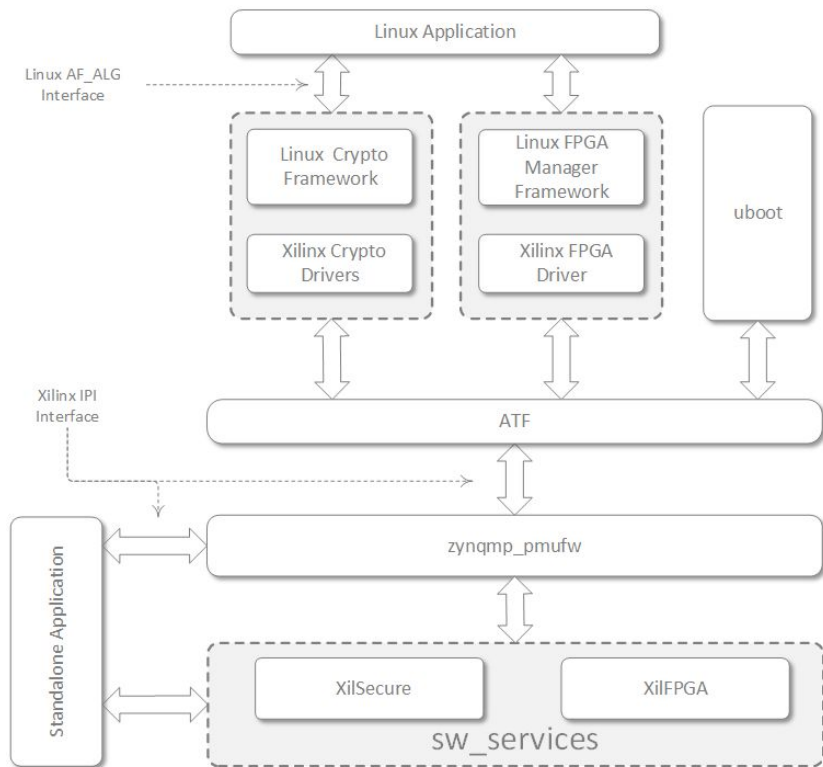 Linux Application
Linux AF_ALG
Interface
Linux Crypto
Framework
Linux FPGA
Manager
Framework
uboot
Xilinx Crypto
Drivers
Xilinx FPGA
Driver
Xilinx IPI
Interface
ATF
Standalone Application
zynqmp_pmufw
XilSecure
XilFPGA
sw_services